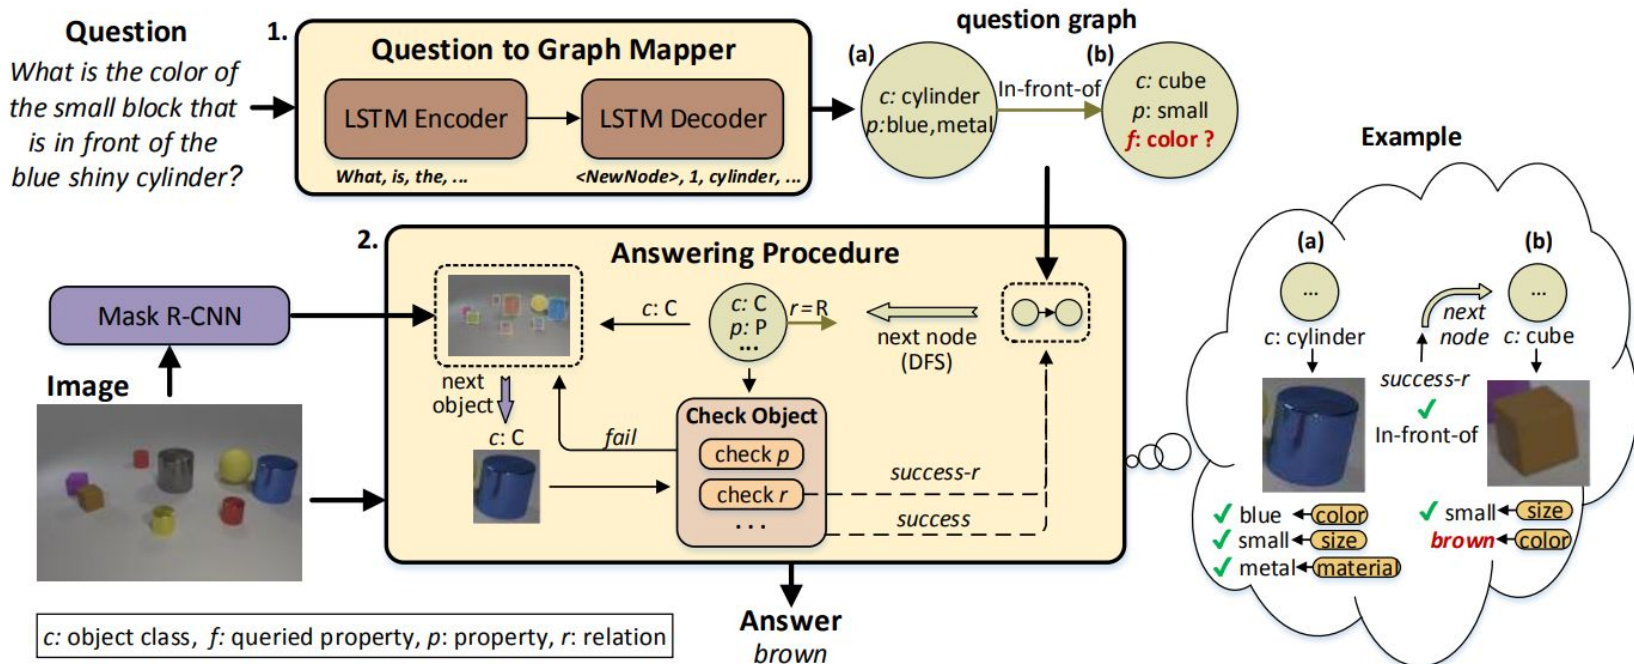 Question
What is the color of
the small block that
is in front of the
blue shiny cylinder?
1.
Question to Graph Mapper
LSTM Encoder
LSTM Decoder
What, is, the, ...
<NewNode>, 1, cylinder, ...
question graph
(a)
c: cylinder
p:blue,metal
In-front-of
(b)
c: cube
p: small
f: color ?
2.
Answering Procedure
Mask R-CNN
Image
c: C
c: C
p: P
...
r=R
next node
(DFS)
next
object
c: C
fail
Check Object
check p
check r
...
success-r
success
Answer
brown
Example
(a)
...
c: cylinder
success-r
✓
In-front-of
next
node
(b)
...
c: cube
✓ blue color
✓ small size
✓ metal material
✓ small size
brown color
c: object class, f: queried property, p: property, r: relation